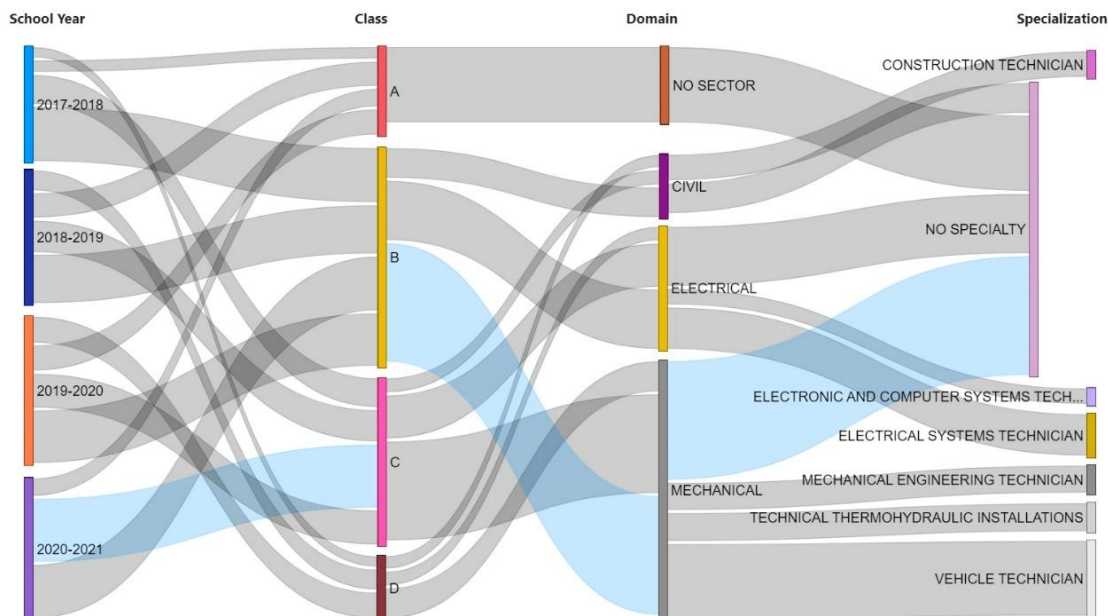 School Year Class Domain Specialization
2017-2018
2018-2019
2019-2020
2020-2021
A
B
C
D
NO SECTOR
CIVIL
ELECTRICAL
MECHANICAL
CONSTRUCTION TECHNICIAN
NO SPECIALTY
ELECTRONIC AND COMPUTER SYSTEMS TECH...
ELECTRICAL SYSTEMS TECHNICIAN
MECHANICAL ENGINEERING TECHNICIAN
TECHNICAL THERMOHYDRAULIC INSTALLATIONS
VEHICLE TECHNICIAN